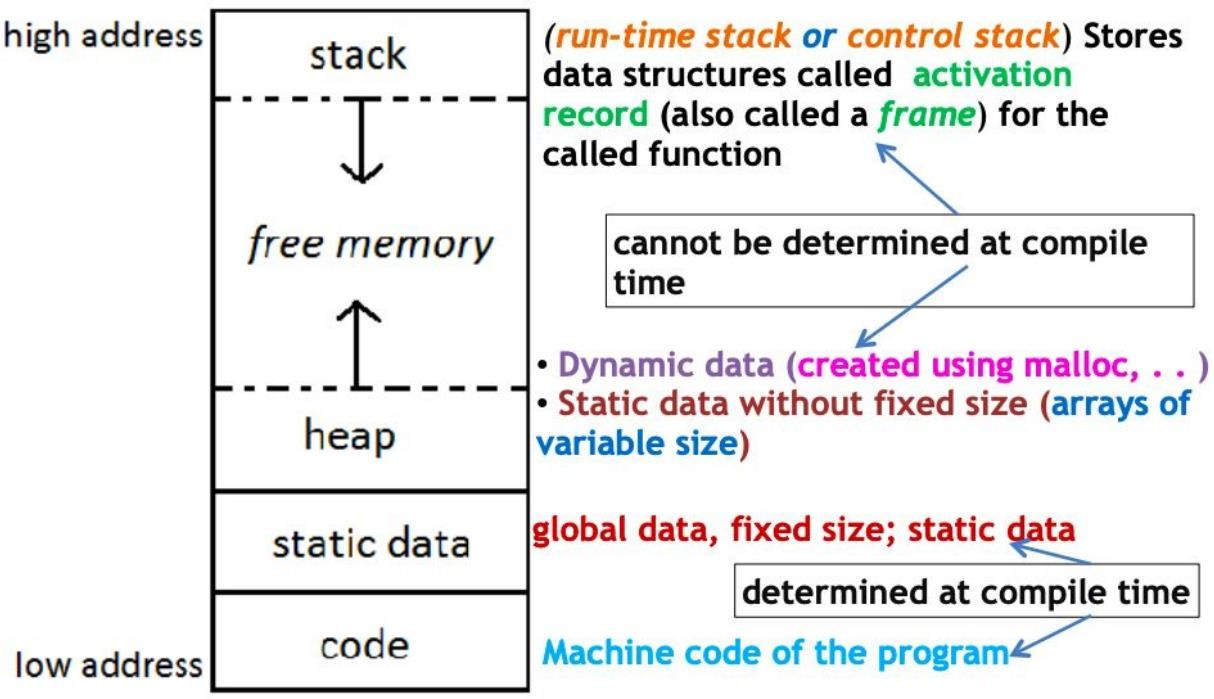 high address
stack
(run-time stack or control stack) Stores
data structures called activation
record (also called a frame) for the
called function
free memory
cannot be determined at compile
time
• Dynamic data (created using malloc, . . )
• Static data without fixed size (arrays of
variable size)
heap
static data
global data, fixed size; static data
determined at compile time
code
Machine code of the program
low address